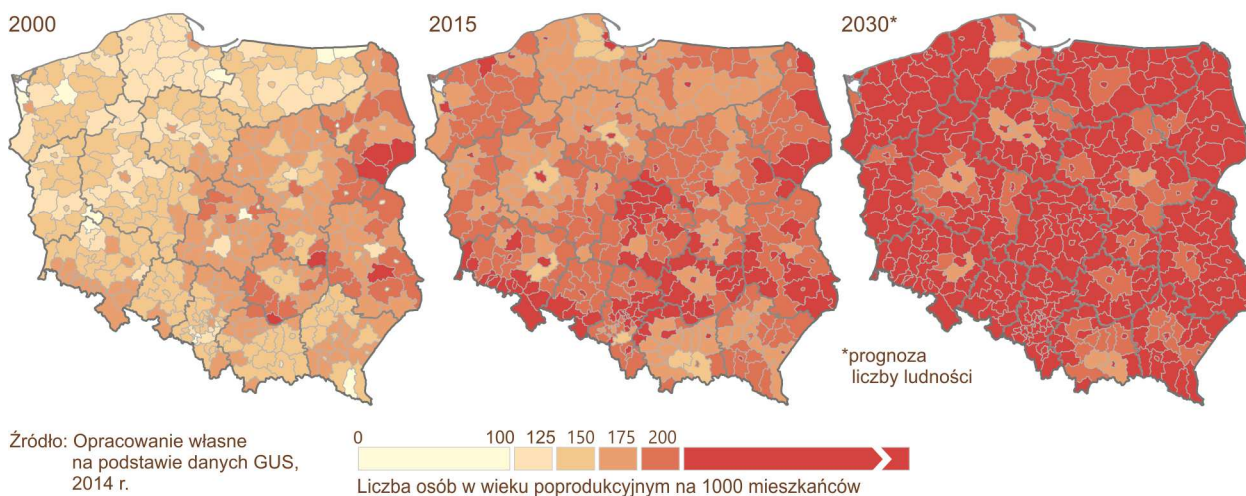 2000
2015
2030*
*prognoza
liczby ludności
Źródło: Opracowanie własne
na podstawie danych GUS,
2014 r.
0 100 125 150 175 200
Liczba osób w wieku poprodukcyjnym na 1000 mieszkańców